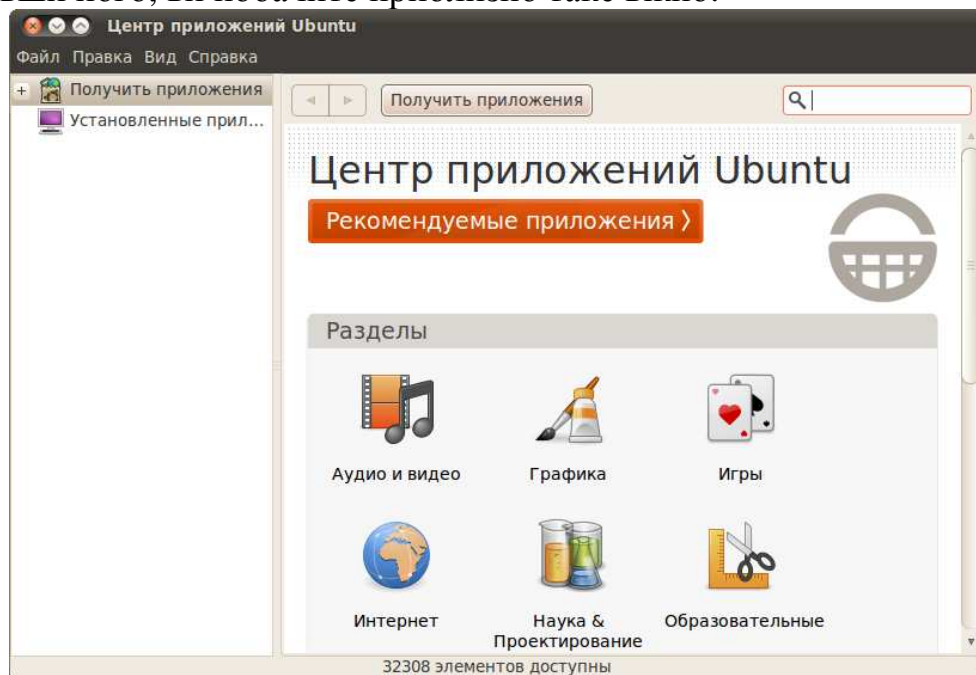 Центр приложений Ubuntu
Файл Правка Вид Справка
Получить приложения
Установленные прил...
Получить приложения
Центр приложений Ubuntu
Рекомендуемые приложения
Разделы
Аудио и видео
Графика
Игры
Интернет
Наука &
Проектирование
Образовательные
32308 элементов доступны